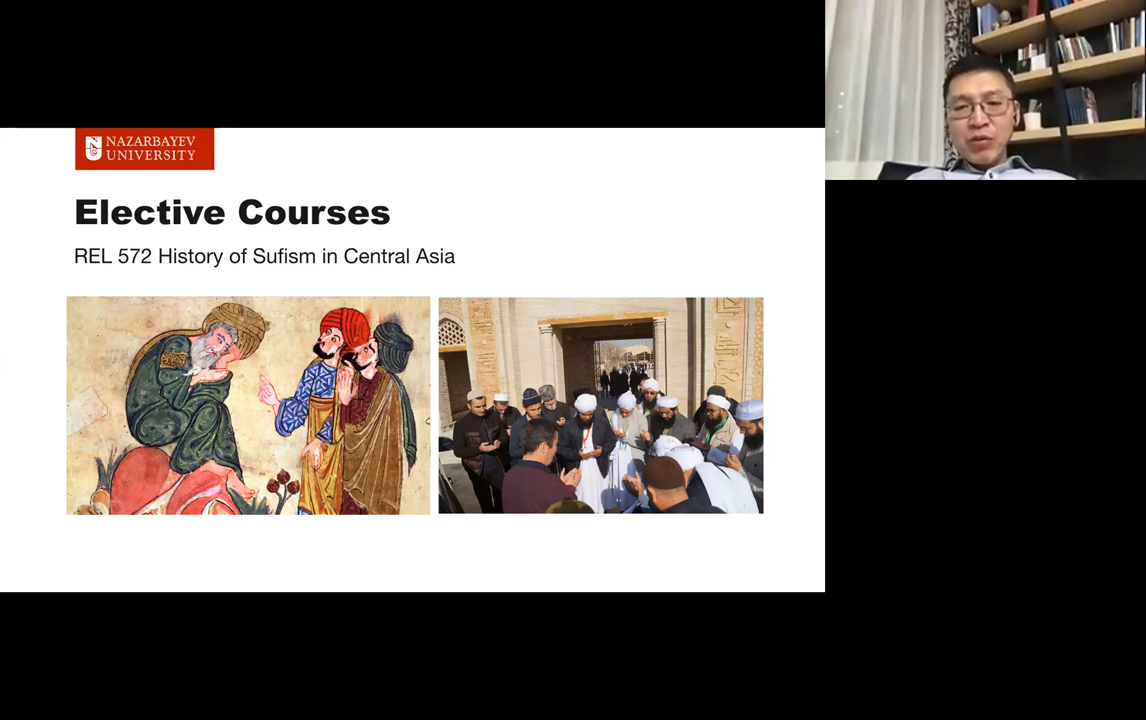 NAZARBAYEV
UNIVERSITY
Elective Courses
REL 572 History of Sufism in Central Asia